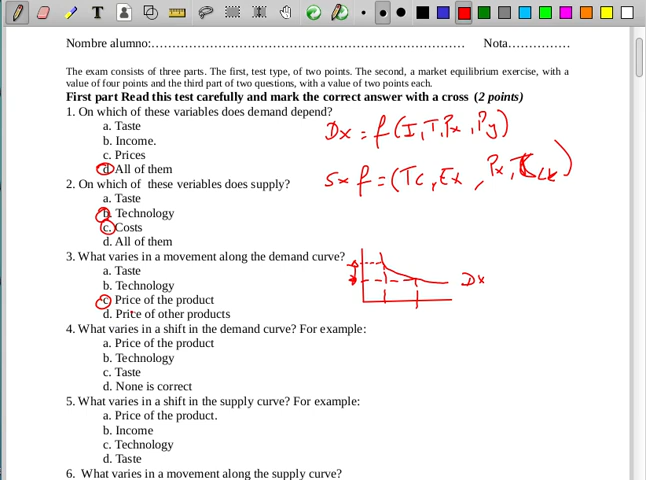 Nombre alumno:…………………………………………………………………… Nota……………
The exam consists of three parts. The first, test type, of two points. The second, a market equilibrium exercise, with a
value of four points and the third part of two questions, with a value of two points each.
First part Read this test carefully and mark the correct answer with a cross (2 points)
1. On which of these variables does demand depend?
a. Taste
b. Income.
c. Prices
d. All of them
Dx = f (I, T, Px, Py)
2. On which of these veriables does supply?
a. Taste
b. Technology
c. Costs
d. All of them
Sx f = (Tc, Ex, Px,
3. What varies in a movement along the demand curve?
a. Taste
b. Technology
c. Price of the product
d. Price of other products
Dx
4. What varies in a shift in the demand curve? For example:
a. Price of the product
b. Technology
c. Taste
d. None is correct
5. What varies in a shift in the supply curve? For example:
a. Price of the product.
b. Income
c. Technology
d. Taste
6. What varies in a movement along the supply curve?